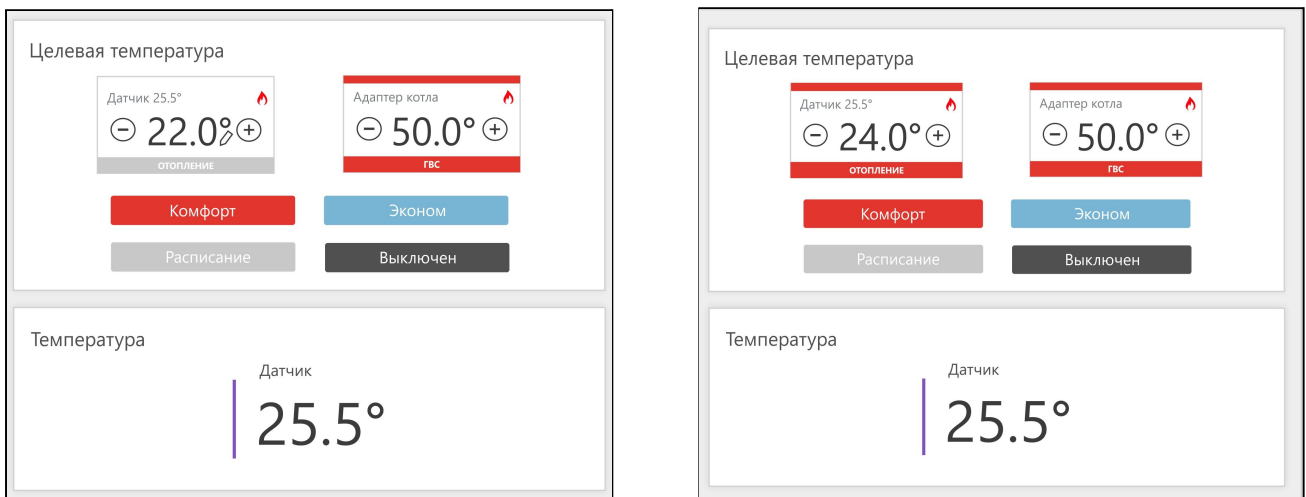 Целевая температура
Датчик 25.5°
22.0°
ОТОПЛЕНИЕ
Адаптер котла
50.0°
ГВС
Комфорт
Эконом
Расписание
Выключен
Температура
Датчик
25.5°
Целевая температура
Датчик 25.5°
24.0°
ОТОПЛЕНИЕ
Адаптер котла
50.0°
ГВС
Комфорт
Эконом
Расписание
Выключен
Температура
Датчик
25.5°